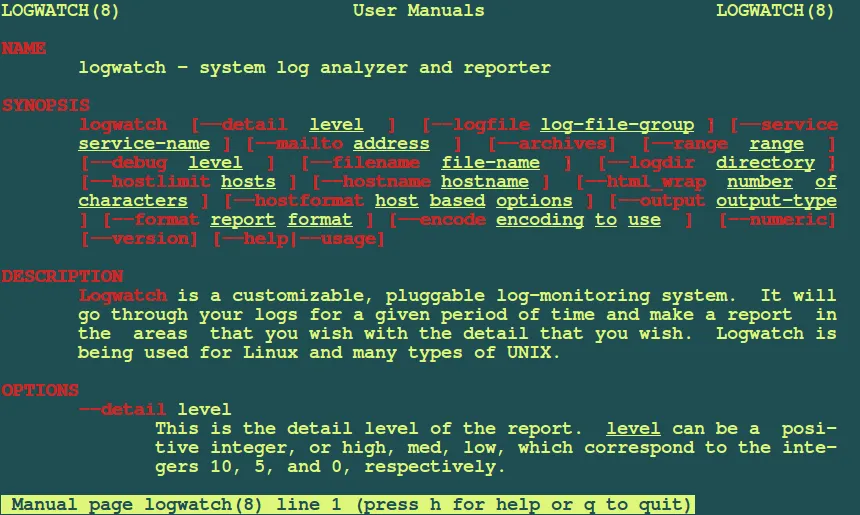 LOGWATCH(8) User Manuals LOGWATCH(8)
NAME
logwatch - system log analyzer and reporter
SYNOPSIS
logwatch [--detail level ] [--logfile log-file-group ] [--service
service-name ] [--mailto address ] [--archives] [--range range ]
[--debug level ] [--filename file-name ] [--logdir directory ]
[--hostlimit hosts ] [--hostname hostname ] [--html_wrap number of
characters ] [--hostformat host based options ] [--output output-type
] [--format report format ] [--encode encoding to use ] [--numeric]
[--version] [--help|--usage]
DESCRIPTION
Logwatch is a customizable, pluggable log-monitoring system. It will
go through your logs for a given period of time and make a report in
the areas that you wish with the detail that you wish. Logwatch is
being used for Linux and many types of UNIX.
OPTIONS
--detail level
This is the detail level of the report. level can be a posi-
tive integer, or high, med, low, which correspond to the inte-
gers 10, 5, and 0, respectively.
Manual page logwatch(8) line 1 (press h for help or q to quit)